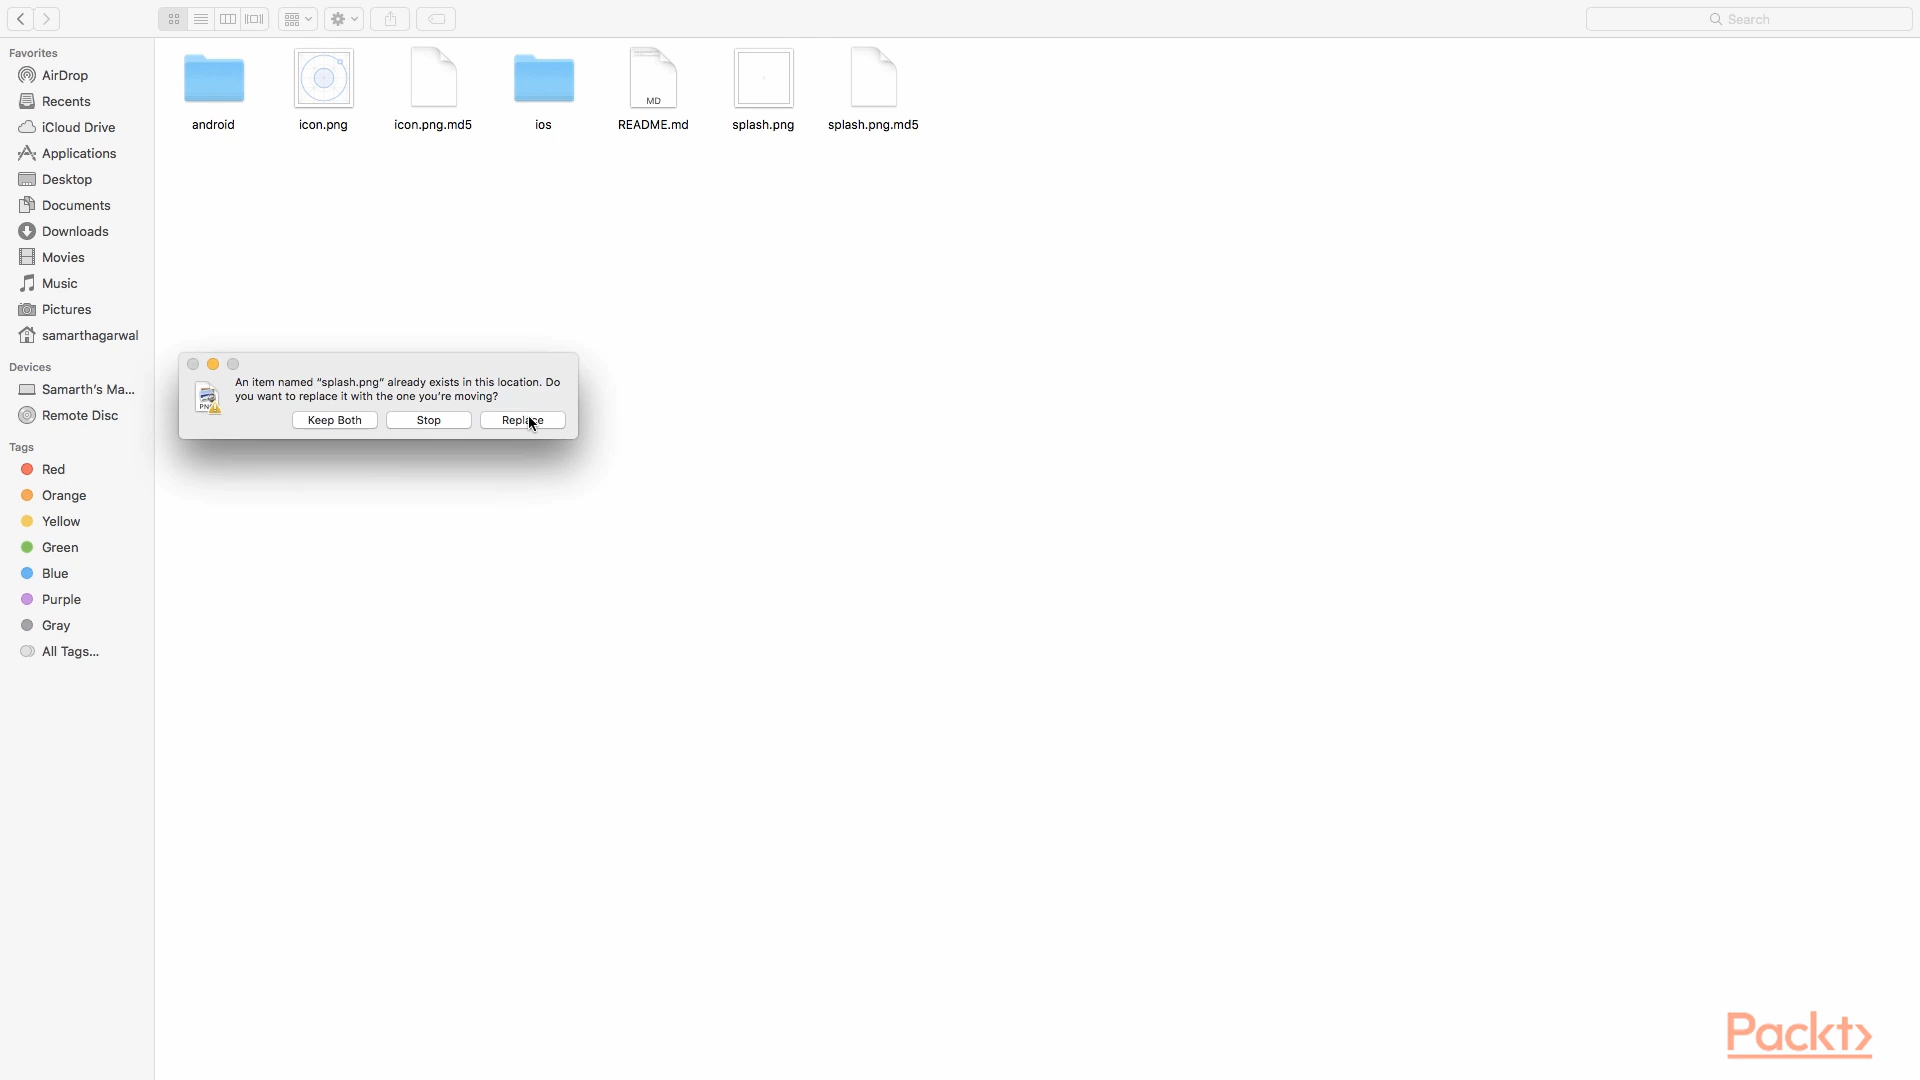 Search
Favorites
AirDrop
Recents
iCloud Drive
Applications
Desktop
Documents
Downloads
Movies
Music
Pictures
samarthagarwal
Devices
Samarth's Ma...
Remote Disc
Tags
Red
Orange
Yellow
Green
Blue
Purple
Gray
All Tags...
MD
android
icon.png
icon.png.md5
ios
README.md
splash.png
splash.png.md5
An item named “splash.png” already exists in this location. Do
you want to replace it with the one you’re moving?
Keep Both
Stop
Replace
Packt>